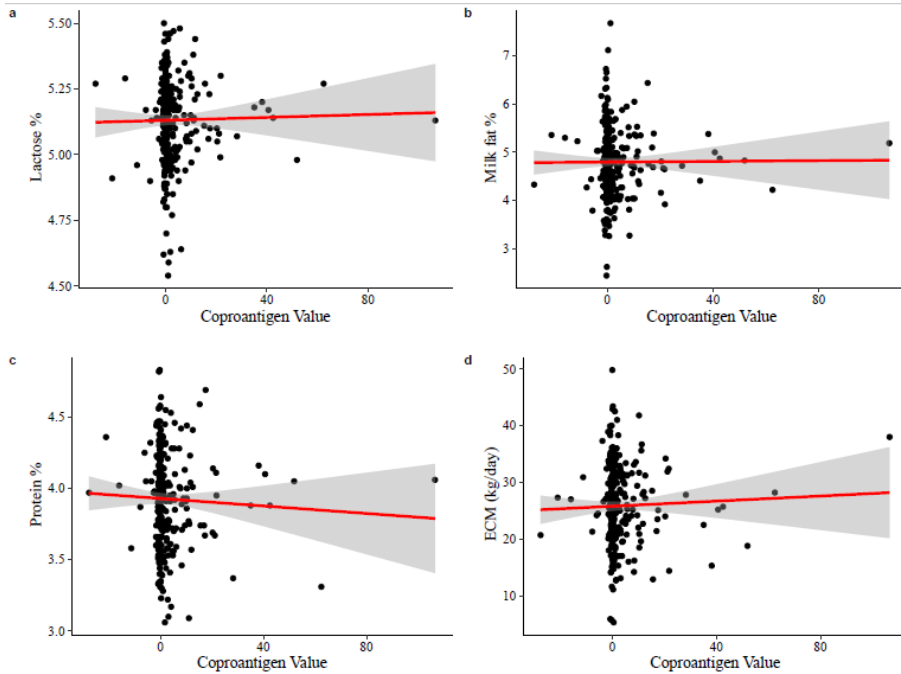 a
5.50
5.25
5.00
4.75
4.50
Lactose %
0 40 80
Coproantigen Value
b
7
6
5
4
3
Milk fat %
0 40 80
Coproantigen Value
c
4.5
4.0
3.5
3.0
Protein %
0 40 80
Coproantigen Value
d
50
40
30
20
10
ECM (kg/day)
0 40 80
Coproantigen Value